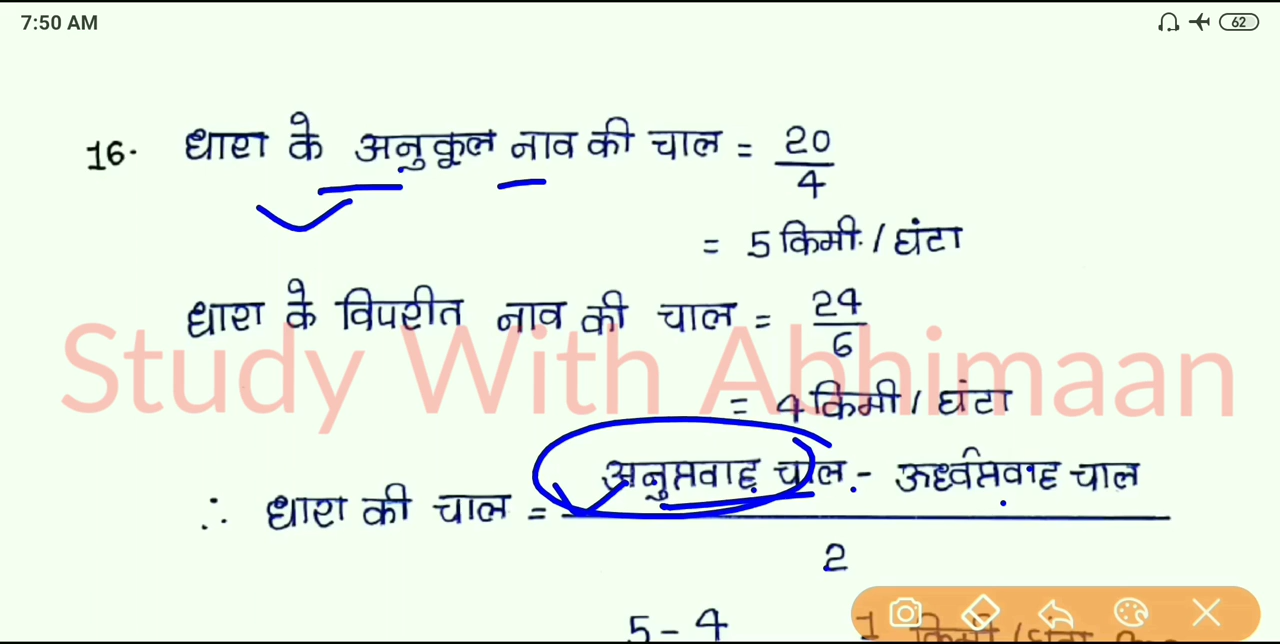 7:50 AM
62
16. धारा के अनुकूल नाव की चाल = 20/4
= 5 किमी. / घंटा
धारा के विपरीत नाव की चाल = 24/6
Study With Abhimaan
= 4 किमी / घंटा
∴ धारा की चाल = अनुप्रवाह चाल - ऊर्ध्वप्रवाह चाल / 2
5 - 4
1 किमी / घंटा